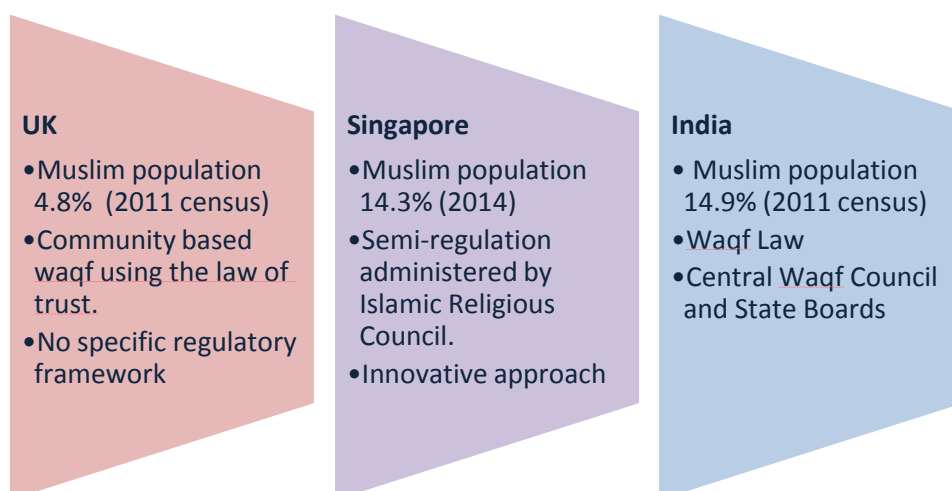 UK
•Muslim population
4.8%  (2011 census)
•Community based
waqf using the law of
trust.
•No specific regulatory
framework
Singapore
•Muslim population
14.3% (2014)
•Semi-regulation
administered by
Islamic Religious
Council.
•Innovative approach
India
• Muslim population
14.9% (2011 census)
•Waqf Law
•Central Waqf Council
and State Boards